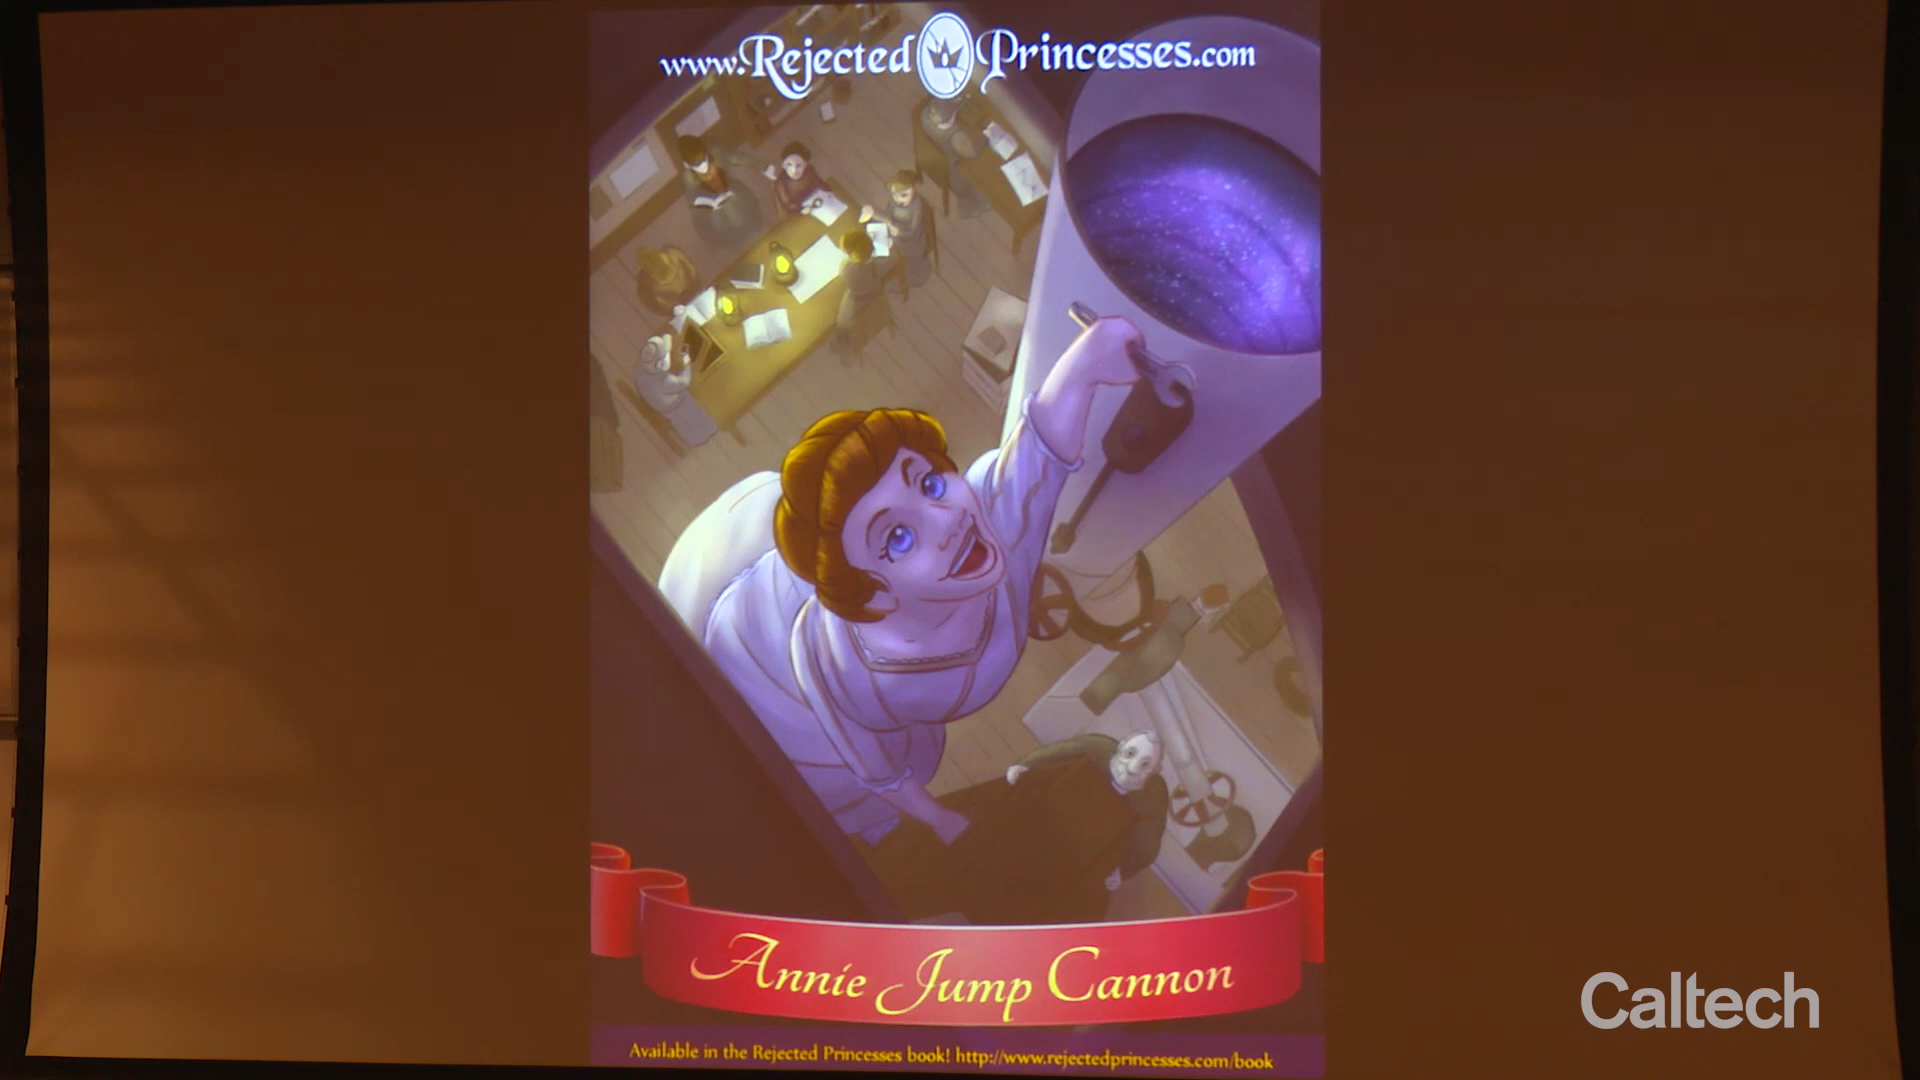 www.Rejected Princesses.com
Annie Jump Cannon
Caltech
Available in the Rejected Princesses book! http://www.rejectedprincesses.com/book